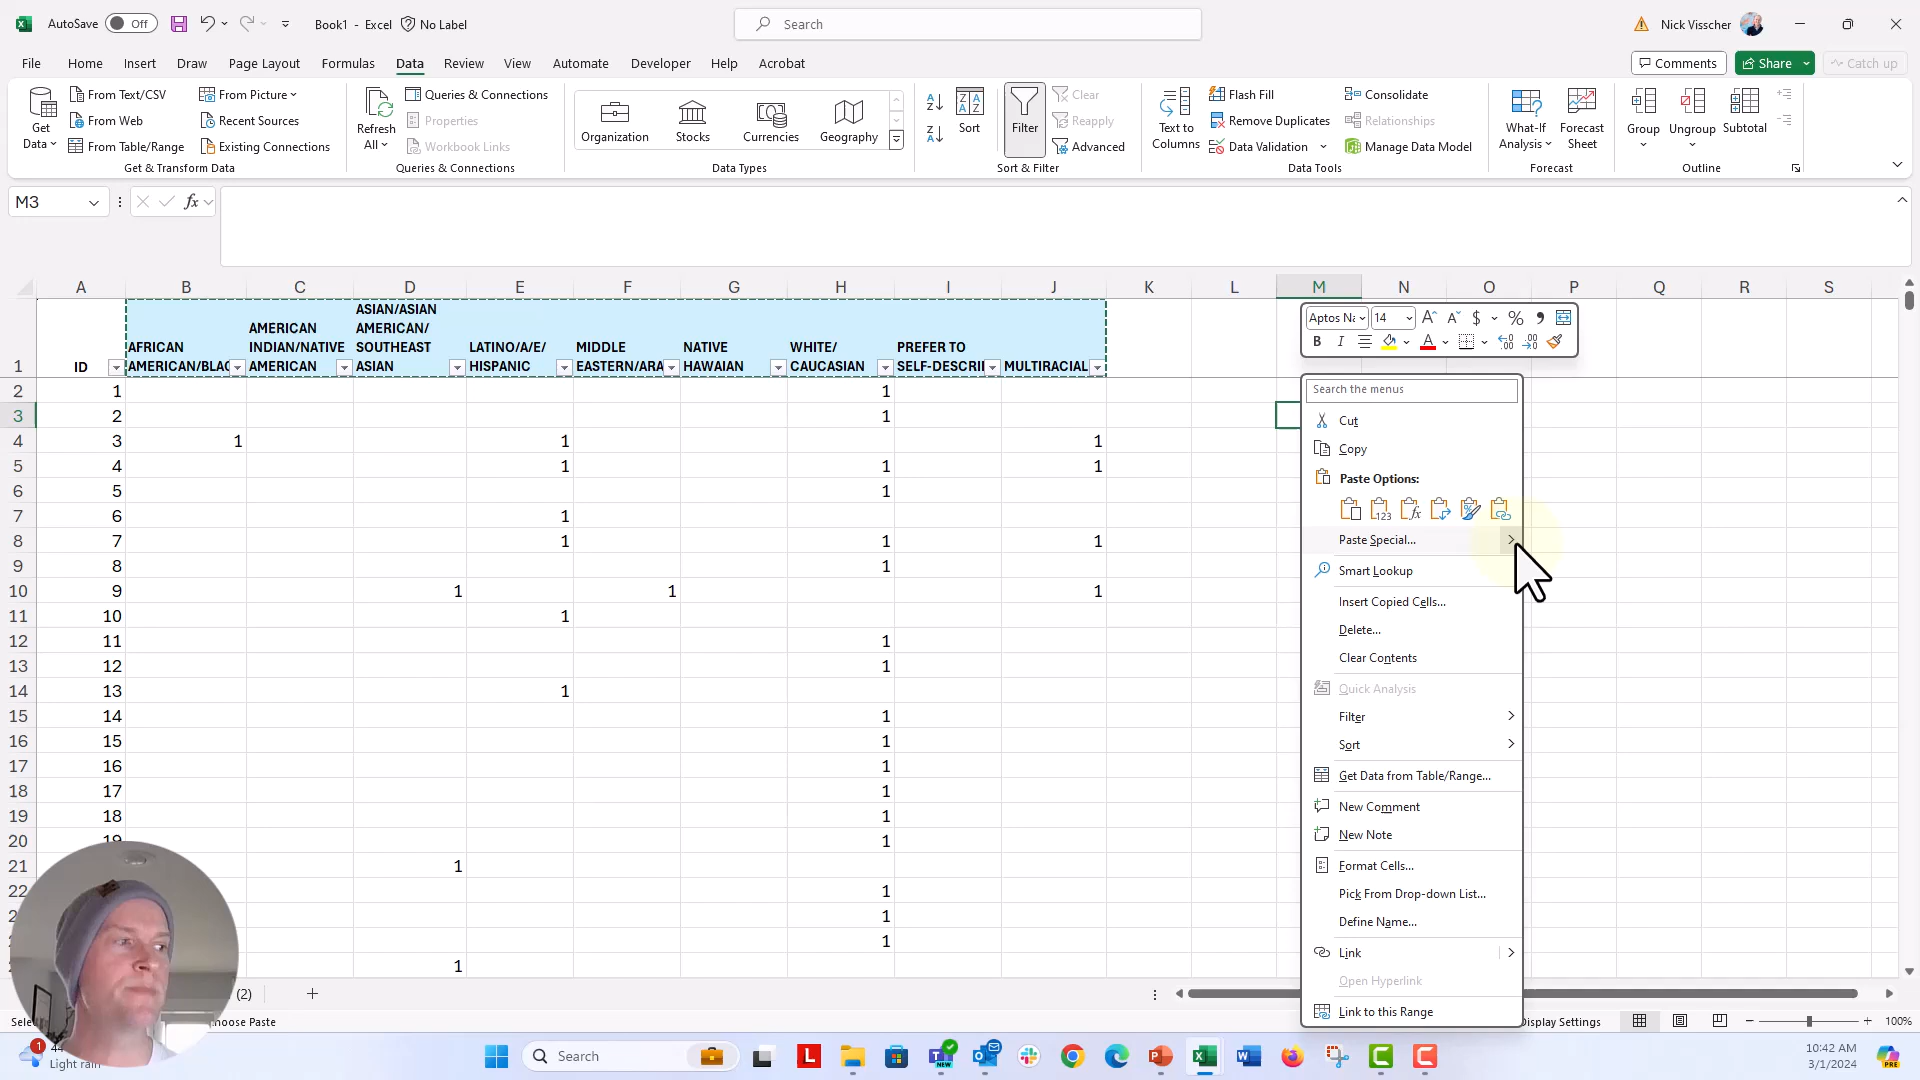 AutoSave Off Book1 - Excel No Label Search Nick Visscher
File Home Insert Draw Page Layout Formulas Data Review View Automate Developer Help Acrobat Comments Share Catch up
Get Data
From Text/CSV
From Web
From Table/Range
From Picture
Recent Sources
Existing Connections
Get & Transform Data
Refresh All
Queries & Connections
Properties
Workbook Links
Queries & Connections
Organization Stocks Currencies Geography
Data Types
Sort
Filter
Clear
Reapply
Advanced
Sort & Filter
Text to Columns
Flash Fill
Remove Duplicates
Data Validation
Consolidate
Relationships
Manage Data Model
Data Tools
What-If Analysis
Forecast Sheet
Forecast
Group Ungroup Subtotal
Outline
M3 fx
A B C D E F G H I J K L M N O P Q R S
1 ID
AFRICAN
AMERICAN/BLAC
AMERICAN
INDIAN/NATIVE
AMERICAN
ASIAN/ASIAN
AMERICAN/
SOUTHEAST
ASIAN
LATINO/A/E/
HISPANIC
MIDDLE
EASTERN/ARA
NATIVE
HAWAIAN
WHITE/
CAUCASIAN
PREFER TO
SELF-DESCRI
MULTIRACIAL
2 1 1
3 2 1
4 3 1 1 1
5 4 1 1 1
6 5 1
7 6 1
8 7 1 1 1
9 8 1
10 9 1 1 1
11 10 1
12 11 1
13 12 1
14 13 1
15 14 1
16 15 1
17 16 1
18 17 1
19 18 1
20 19 1
21 1
22 1
1
1
1
Aptos Na 14 A A $ % 9
B I A
Search the menus
Cut
Copy
Paste Options:
Paste Special...
Smart Lookup
Insert Copied Cells...
Delete...
Clear Contents
Quick Analysis
Filter
Sort
Get Data from Table/Range...
New Comment
New Note
Format Cells...
Pick From Drop-down List...
Define Name...
Link
Open Hyperlink
Link to this Range
(2)
hoose Paste Display Settings 100%
Light rain
Search
10:42 AM
3/1/2024